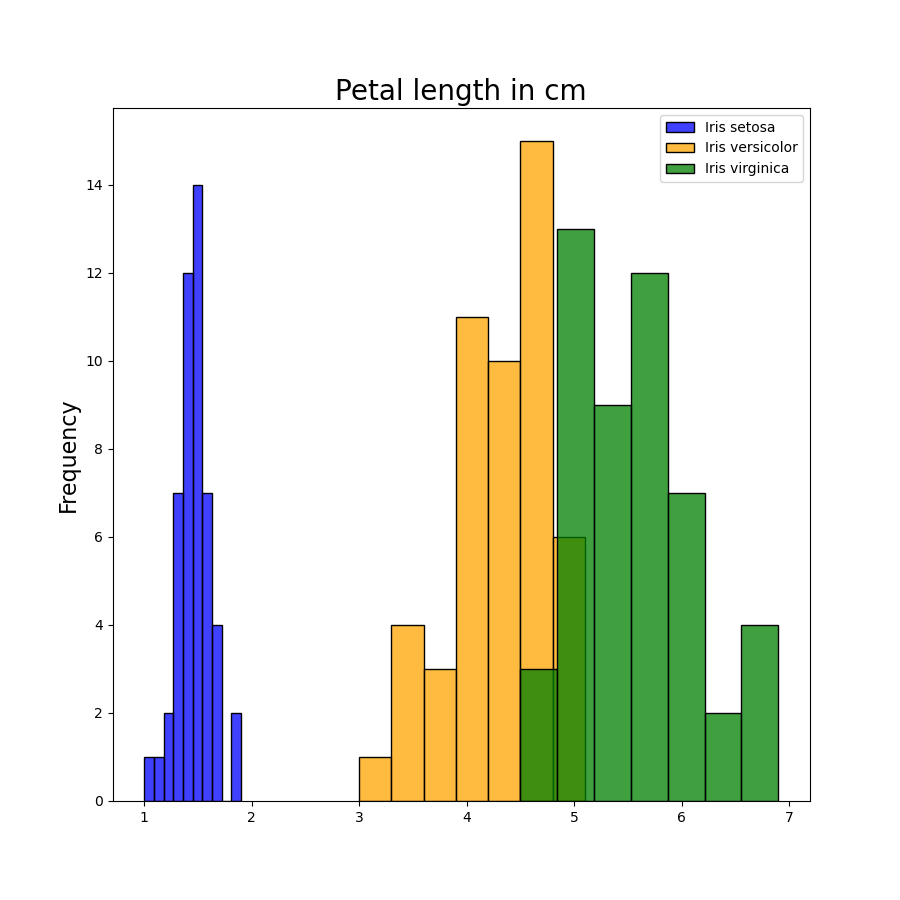 Petal length in cm
Iris setosa
Iris versicolor
Iris virginica
Frequency
14
12
10
8
6
4
2
0
1 2 3 4 5 6 7